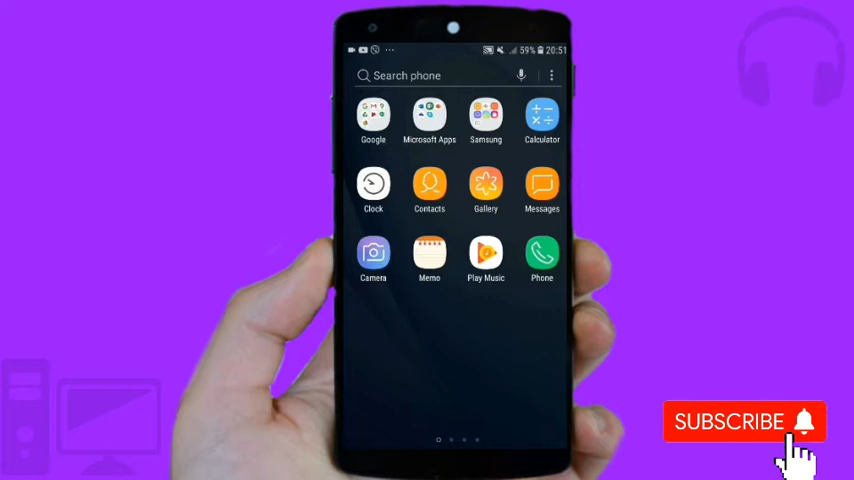 59% 20:51
Search phone
Google Microsoft Apps Samsung Calculator
Clock Contacts Gallery Messages
Camera Memo Play Music Phone
SUBSCRIBE